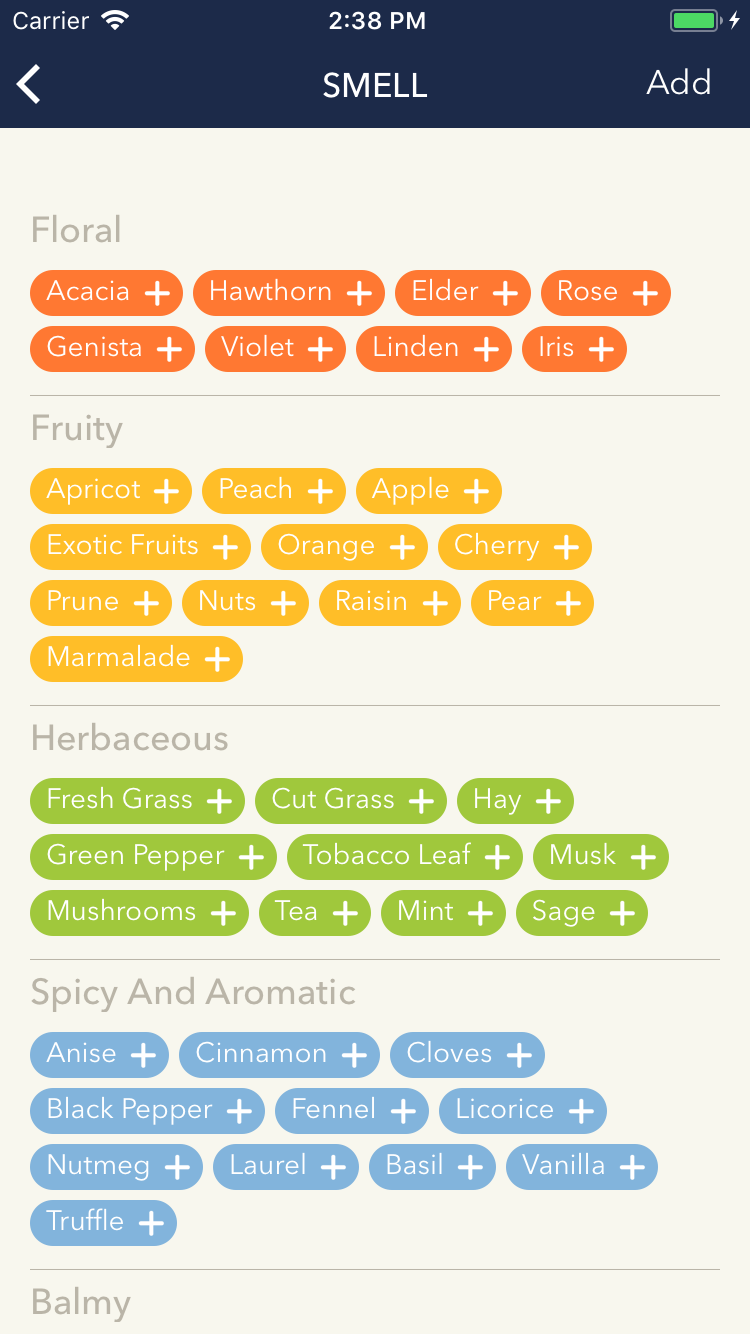 Carrier 2:38 PM
SMELL Add
Floral
Acacia + Hawthorn + Elder + Rose +
Genista + Violet + Linden + Iris +
Fruity
Apricot + Peach + Apple +
Exotic Fruits + Orange + Cherry +
Prune + Nuts + Raisin + Pear +
Marmalade +
Herbaceous
Fresh Grass + Cut Grass + Hay +
Green Pepper + Tobacco Leaf + Musk +
Mushrooms + Tea + Mint + Sage +
Spicy And Aromatic
Anise + Cinnamon + Cloves +
Black Pepper + Fennel + Licorice +
Nutmeg + Laurel + Basil + Vanilla +
Truffle +
Balmy